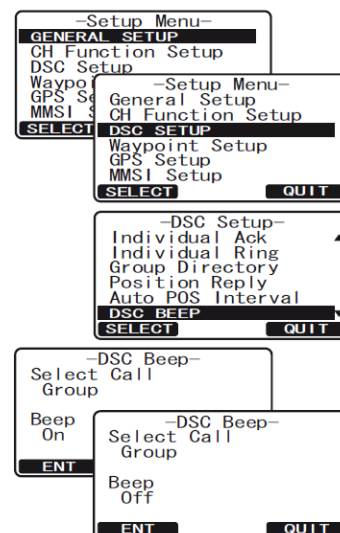 -Setup Menu-
GENERAL SETUP
CH Function Setup
DSC Setup
GPS
MMSI
SELECT
-Setup Menu-
General Setup
CH Function Setup
DSC SETUP
Waypoint Setup
GPS Setup
MMSI Setup
SELECT QUIT
-DSC Setup-
Individual Ack
Individual Ring
Group Directory
Position Reply
Auto POS Interval
DSC BEEP
SELECT QUIT
-DSC Beep-
Select Call
Group
Beep
On
ENT
-DSC Beep-
Select Call
Group
Beep
Off
ENT QUIT